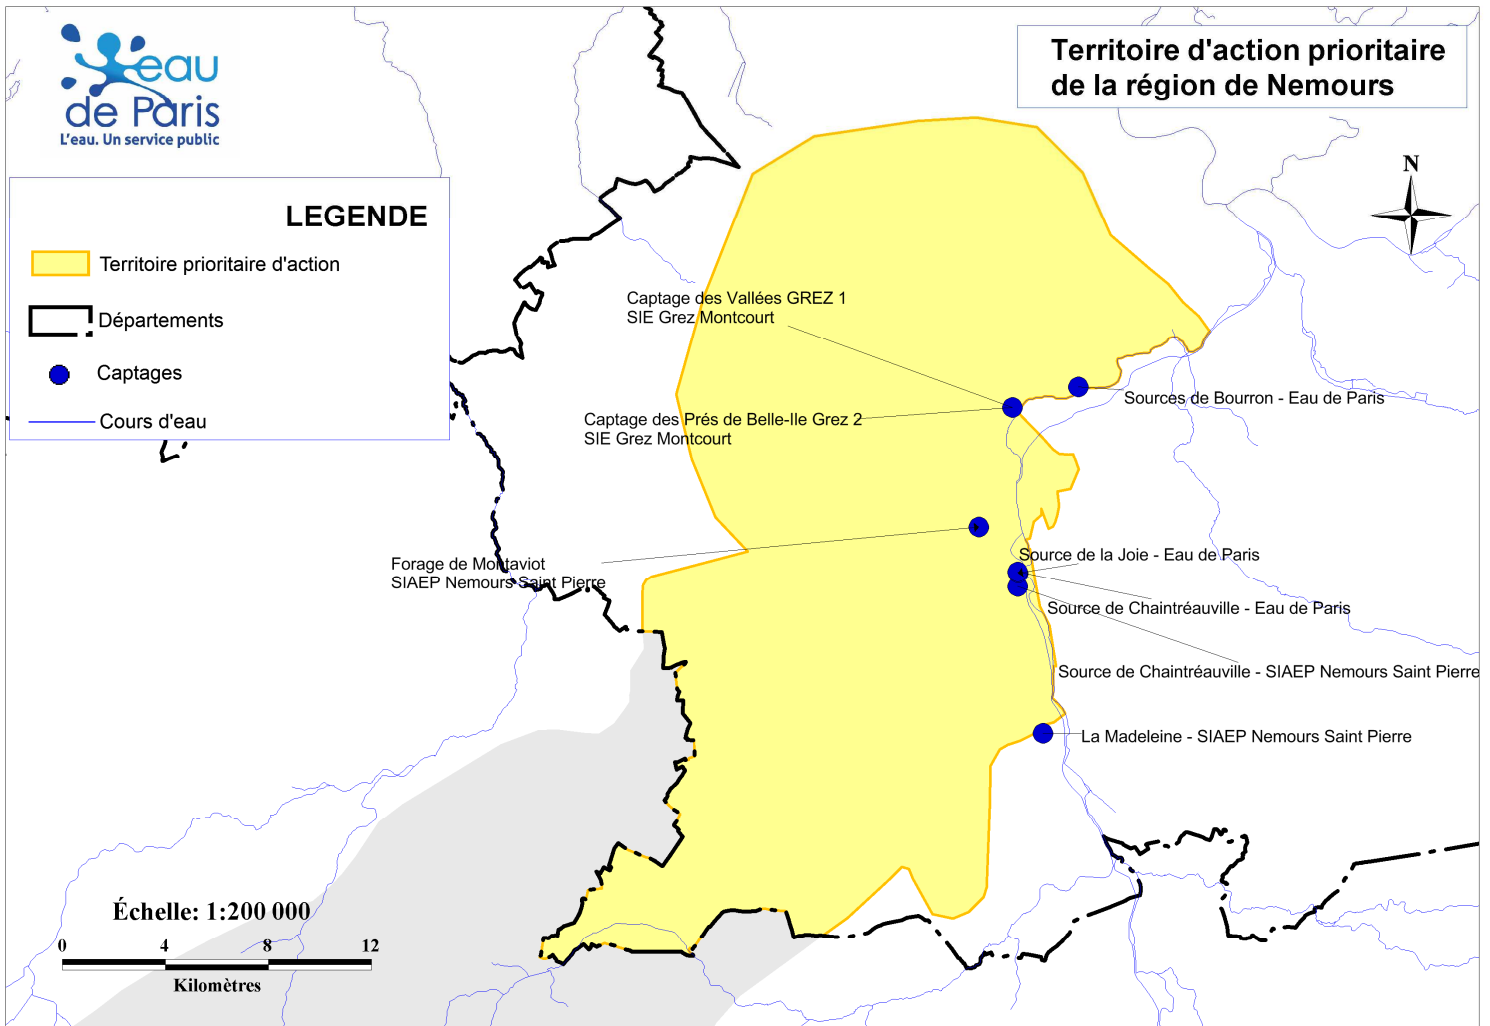 eau
de Paris
L'eau. Un service public
Territoire d'action prioritaire
de la région de Nemours
N
LEGENDE
Territoire prioritaire d'action
Départements
Captages
Cours d'eau
Captage des Vallées GREZ 1
SIE Grez Montcourt
Sources de Bourron - Eau de Paris
Captage des Prés de Belle-Ile Grez 2
SIE Grez Montcourt
Forage de Montaviot
SIAEP Nemours Saint Pierre
Source de la Joie - Eau de Paris
Source de Chaintréauville - Eau de Paris
Source de Chaintréauville - SIAEP Nemours Saint Pierre
La Madeleine - SIAEP Nemours Saint Pierre
Échelle: 1:200 000
0 4 8 12
Kilomètres